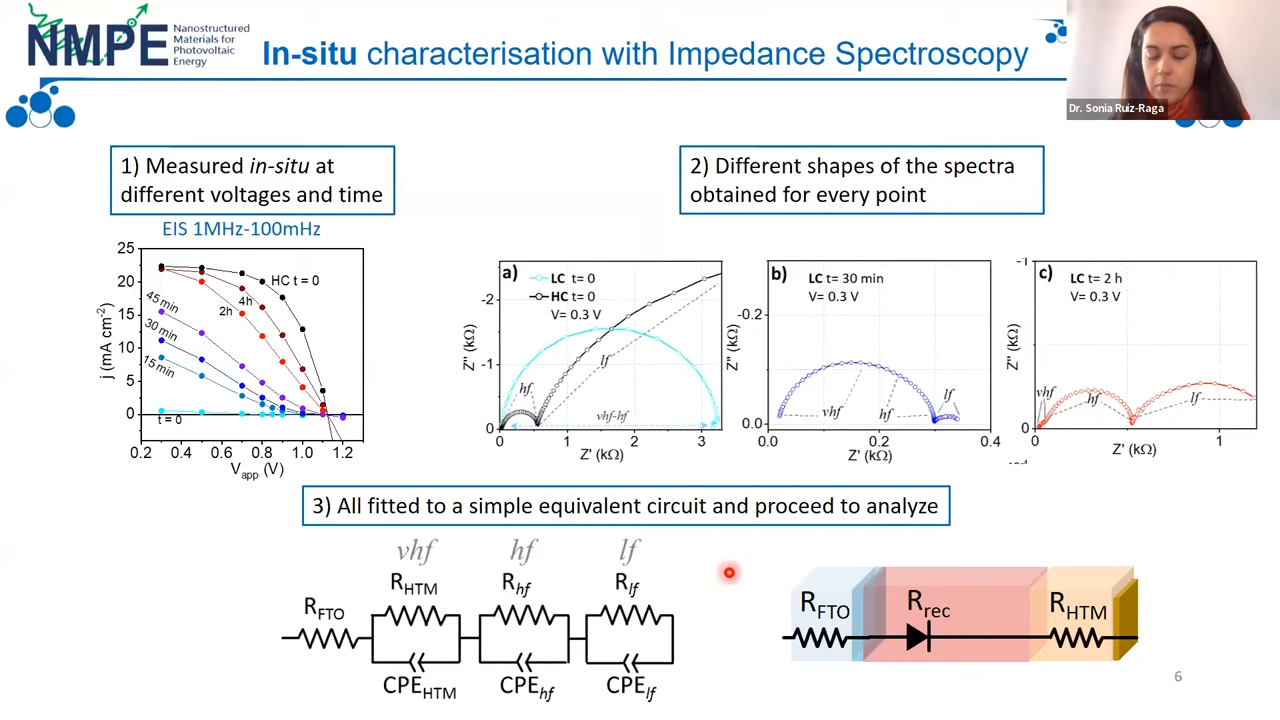 NMPE
Nanostructured
Materials for
Photovoltaic
Energy
In-situ characterisation with Impedance Spectroscopy
Dr. Sonia Ruiz-Raga
1) Measured in-situ at
different voltages and time
2) Different shapes of the spectra
obtained for every point
EIS 1MHz-100mHz
25
20
15
10
5
0
j (mA cm⁻²)
HC t = 0
4h
2h
45 min
30 min
15 min
t = 0
0.2 0.4 0.6 0.8 1.0 1.2
Vapp (V)
a)
LC t= 0
HC t= 0
V= 0.3 V
-2
-1
0
Z'' (kΩ)
hf
lf
vhf-hf
1 2 3
Z' (kΩ)
b)
LC t= 30 min
V= 0.3 V
-0.2
0.0
Z'' (kΩ)
vhf
hf
lf
0.0 0.2 0.4
Z' (kΩ)
c)
LC t= 2 h
V= 0.3 V
-1
0
Z'' (kΩ)
vhf
hf
lf
0 1
Z' (kΩ)
3) All fitted to a simple equivalent circuit and proceed to analyze
vhf hf lf
RFTO
RHTM
Rhf
Rlf
CPEHTM
CPEhf
CPElf
RFTO
Rrec
RHTM
6